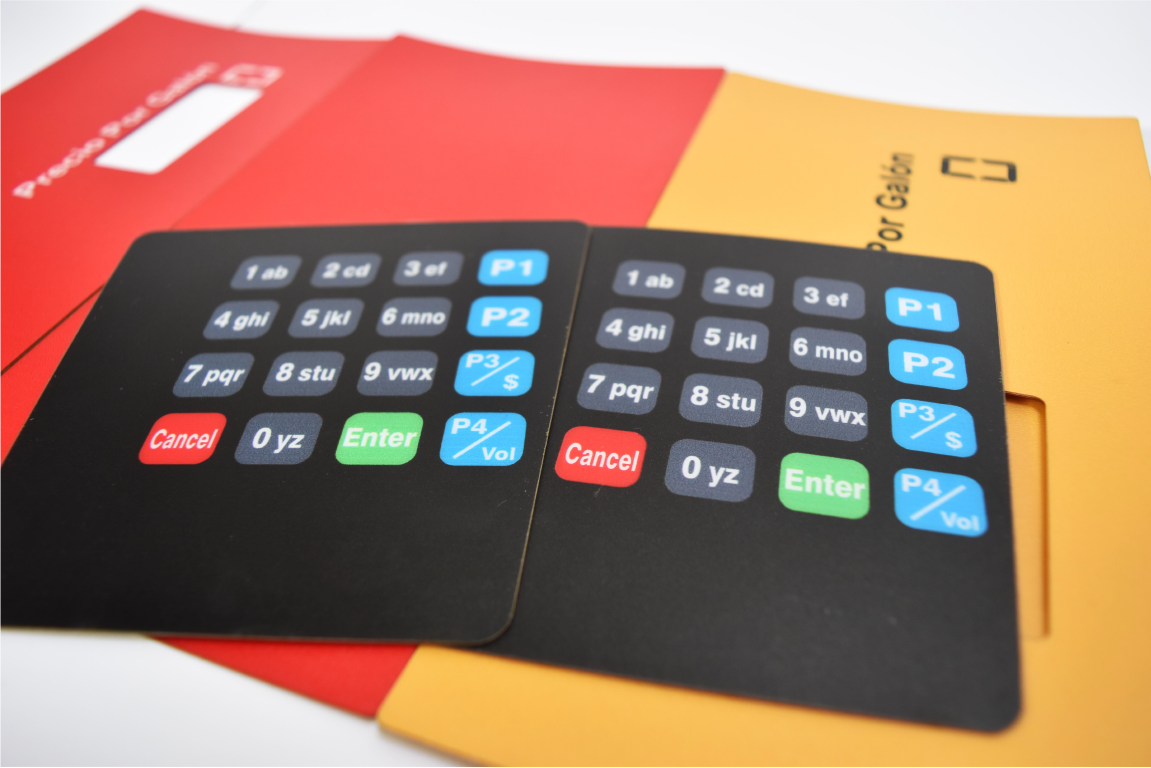 Precio Por Galón
Por Galón
1 ab 2 cd 3 ef P1
4 ghi 5 jkl 6 mno P2
7 pqr 8 stu 9 vwx P3/$
Cancel 0 yz Enter P4/Vol
1 ab 2 cd 3 ef P1
4 ghi 5 jkl 6 mno P2
7 pqr 8 stu 9 vwx P3/$
Cancel 0 yz Enter P4/Vol